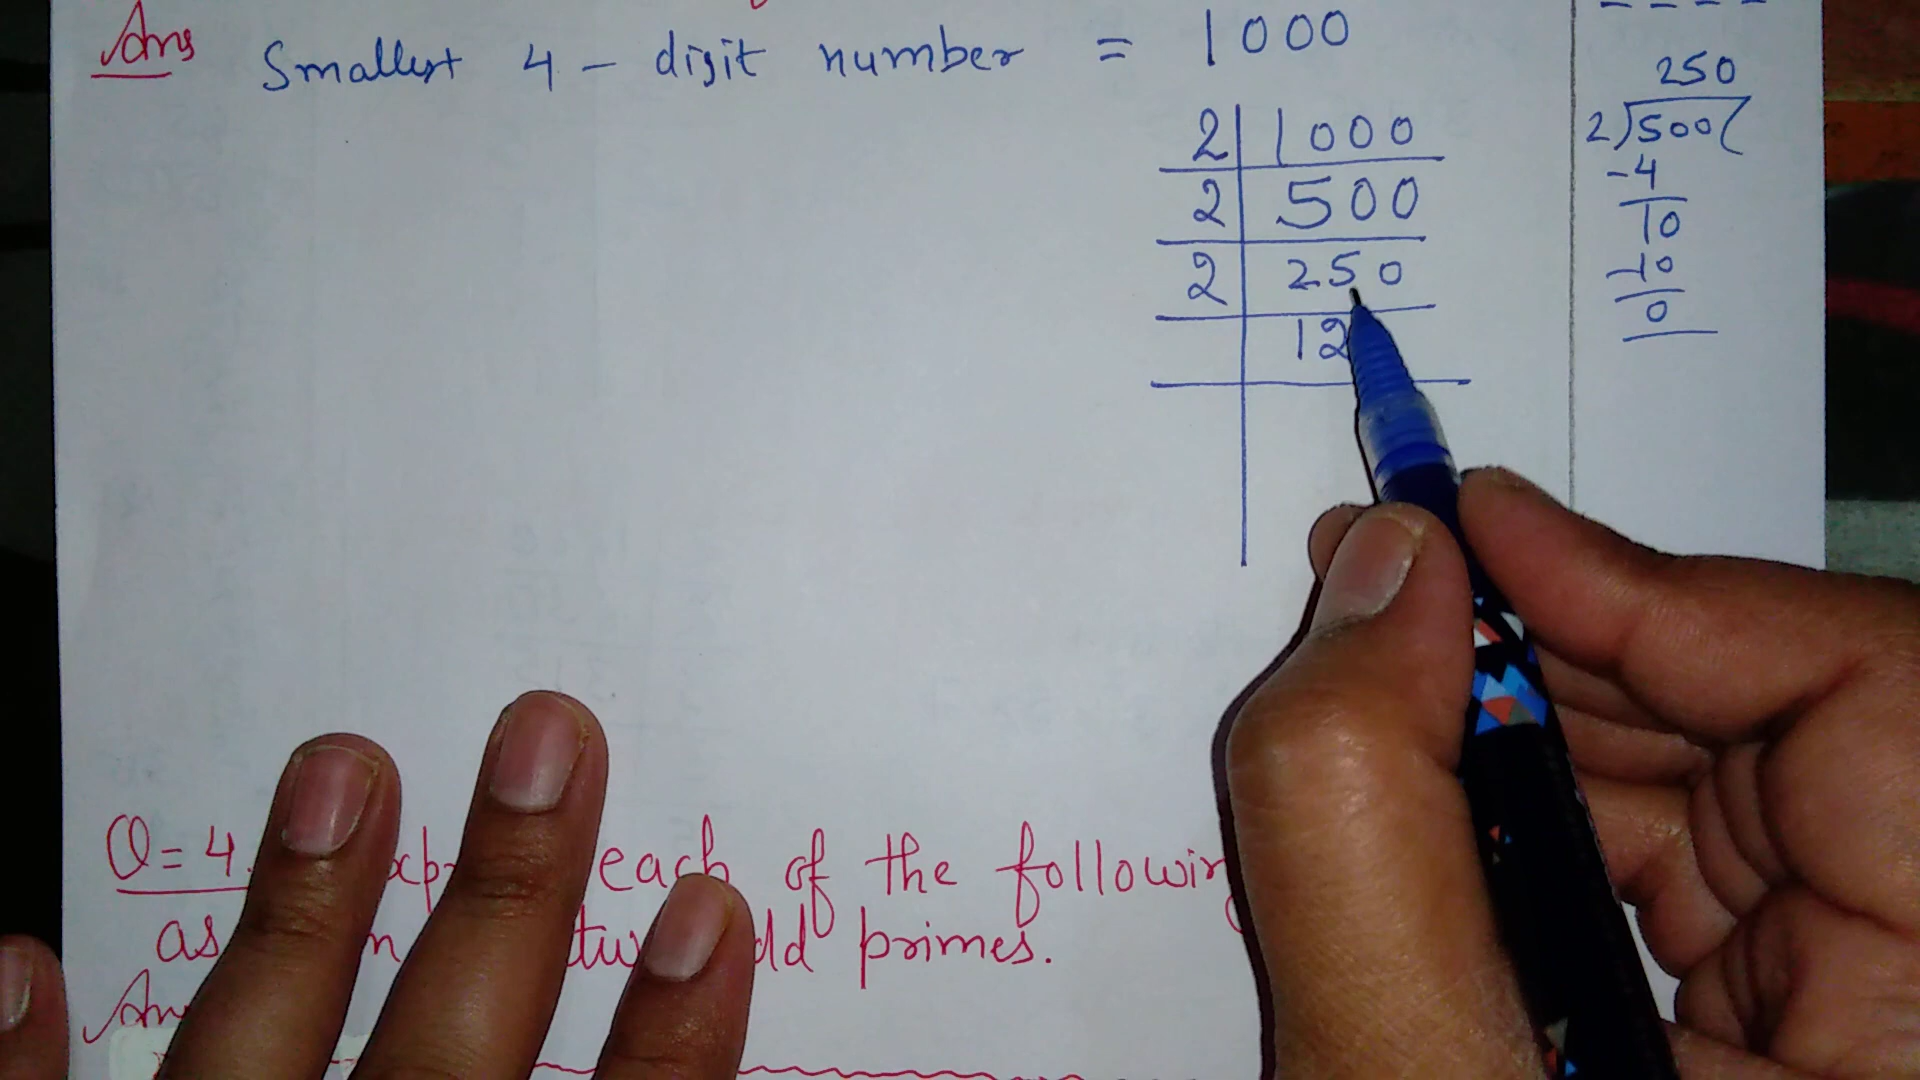 Ans Smallest 4 - digit number = 1000
2 | 1000
2 | 500
2 | 250
12
250
2)500(
-4
10
-10
0
Q=4. each of the
as odd primes.